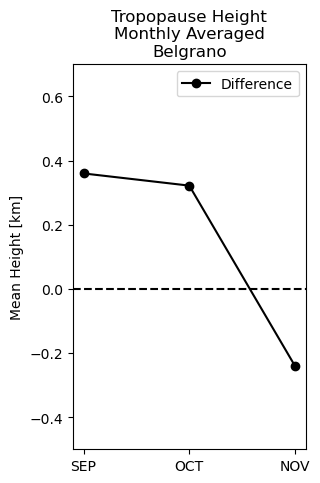 Tropopause Height
Monthly Averaged
Belgrano
Difference
Mean Height [km]
0.6
0.4
0.2
0.0
−0.2
−0.4
SEP OCT NOV